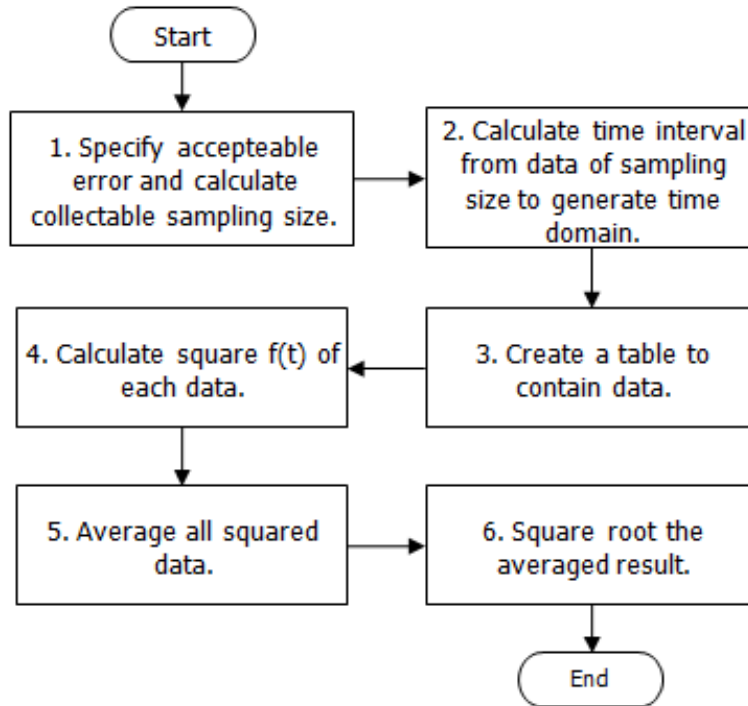 Start
1. Specify accepteable
error and calculate
collectable sampling size.
2. Calculate time interval
from data of sampling
size to generate time
domain.
3. Create a table to
contain data.
4. Calculate square f(t) of
each data.
5. Average all squared
data.
6. Square root the
averaged result.
End